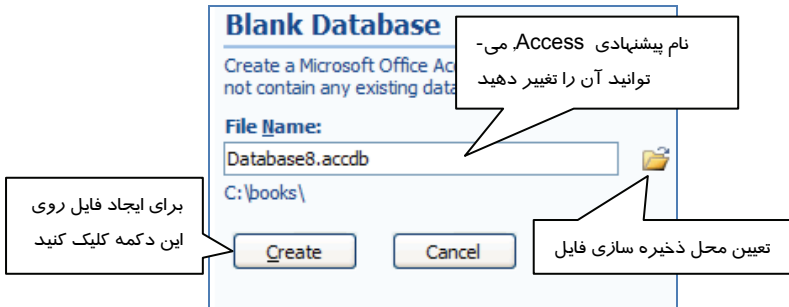 Blank Database
Create a Microsoft Office Ac
not contain any existing data
نام پیشنهادی Access, می-
توانید آن را تغییر دهید
File Name:
Database8.accdb
C:\books\
برای ایجاد فایل روی
این دکمه کلیک کنید
Create
Cancel
تعیین محل ذخیره سازی فایل